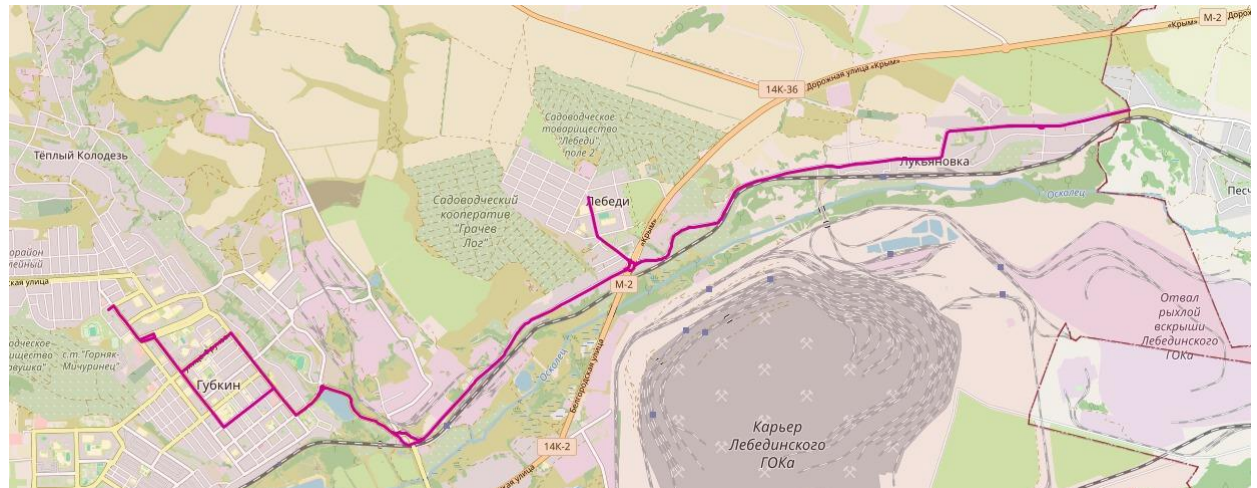 М-2
«Крым»
14К-36
Дорожная улица «Крым»
Садоводческое
товарищество
"Лебеди",
поле 2
Тёплый Колодезь
Лукьяновка
Осколец
Лебеди
Садоводческий
кооператив
"Грачев
Лог"
«Крым»
М-2
Отвал
рыхлой
вскрыши
Лебединского
ГОКа
с.т. "Горняк-
Мичуринец"
Губкин
Осколец
Белгородская улица
14К-2
Карьер
Лебединского
ГОКа